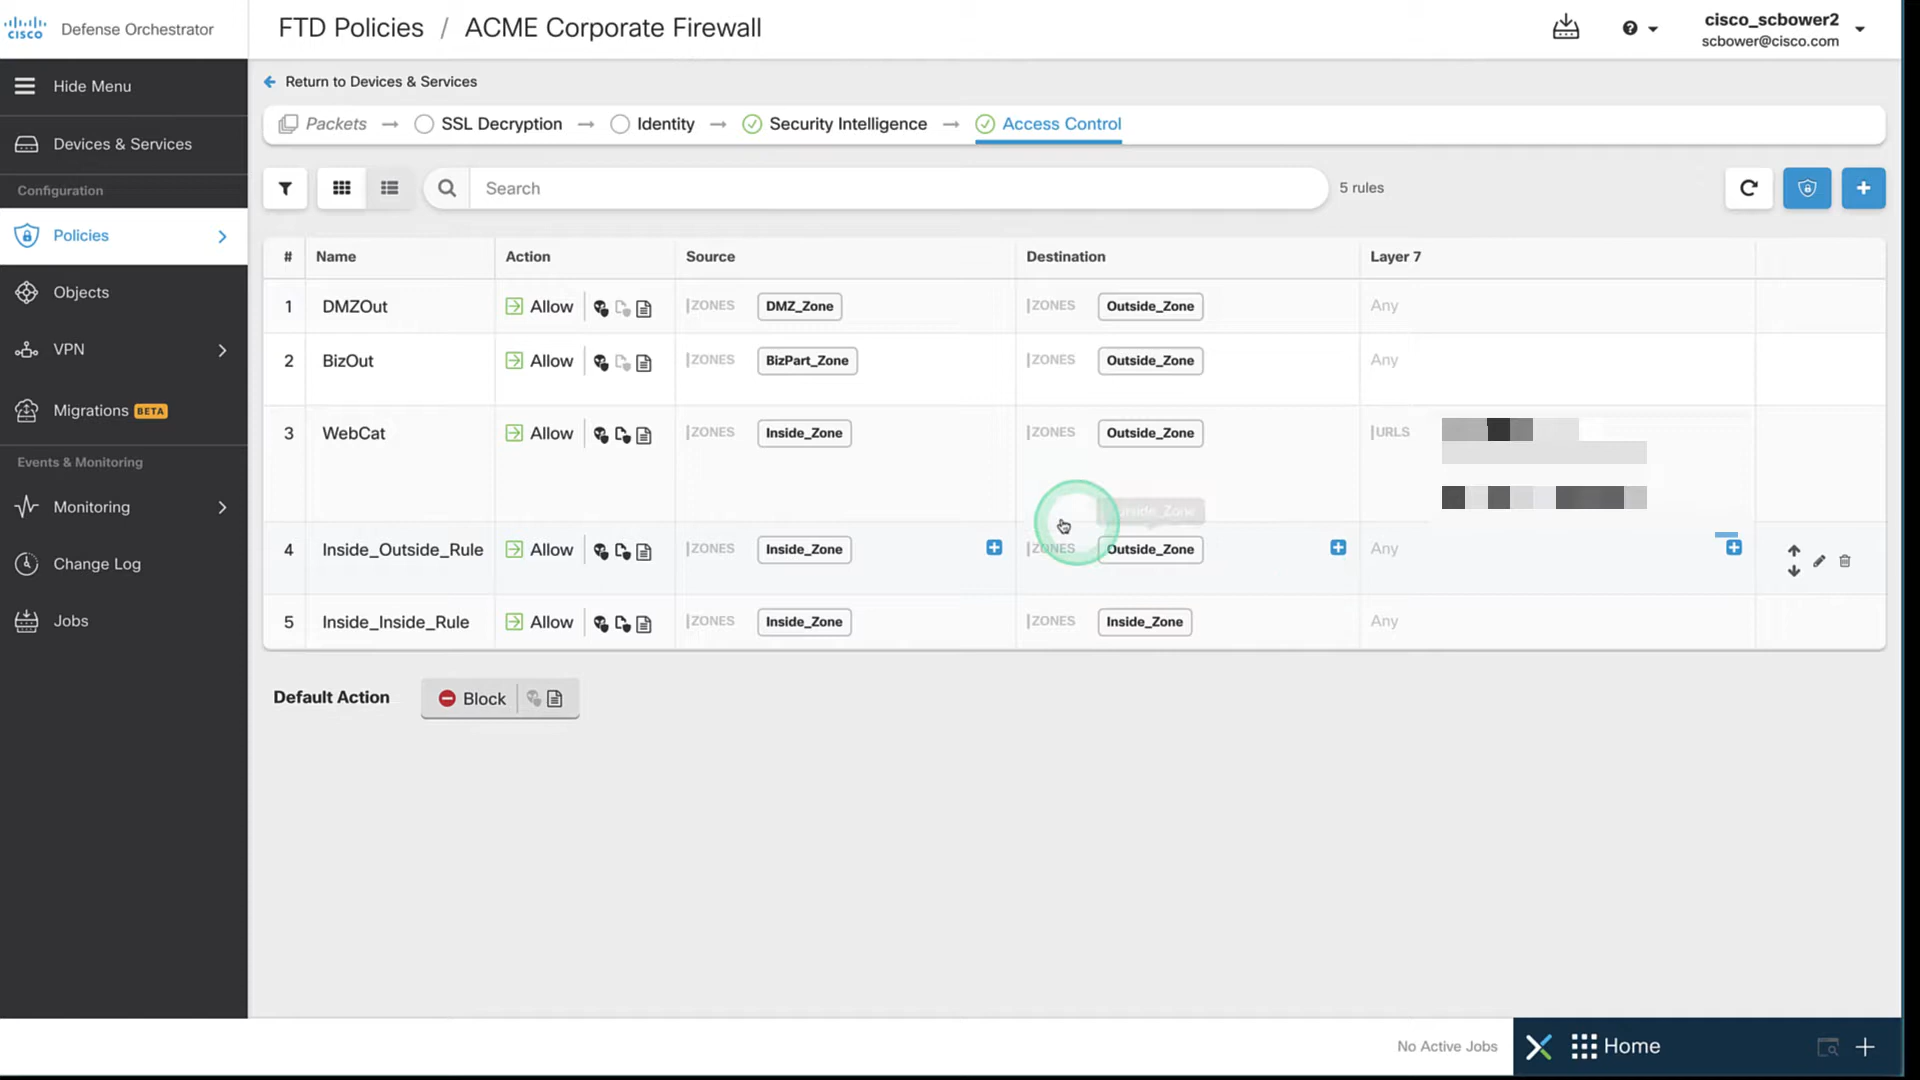 cisco Defense Orchestrator
FTD Policies / ACME Corporate Firewall
cisco_scbower2
scbower@cisco.com
Hide Menu
Devices & Services
Configuration
Policies
Objects
VPN
Migrations BETA
Events & Monitoring
Monitoring
Change Log
Jobs
Return to Devices & Services
Packets → SSL Decryption → Identity → Security Intelligence → Access Control
Search
5 rules
# Name Action Source Destination Layer 7
1 DMZOut Allow ZONES DMZ_Zone ZONES Outside_Zone Any
2 BizOut Allow ZONES BizPart_Zone ZONES Outside_Zone Any
3 WebCat Allow ZONES Inside_Zone ZONES Outside_Zone URLS
Outside_Zone
4 Inside_Outside_Rule Allow ZONES Inside_Zone ZONES Outside_Zone Any
5 Inside_Inside_Rule Allow ZONES Inside_Zone ZONES Inside_Zone Any
Default Action Block
No Active Jobs
Home